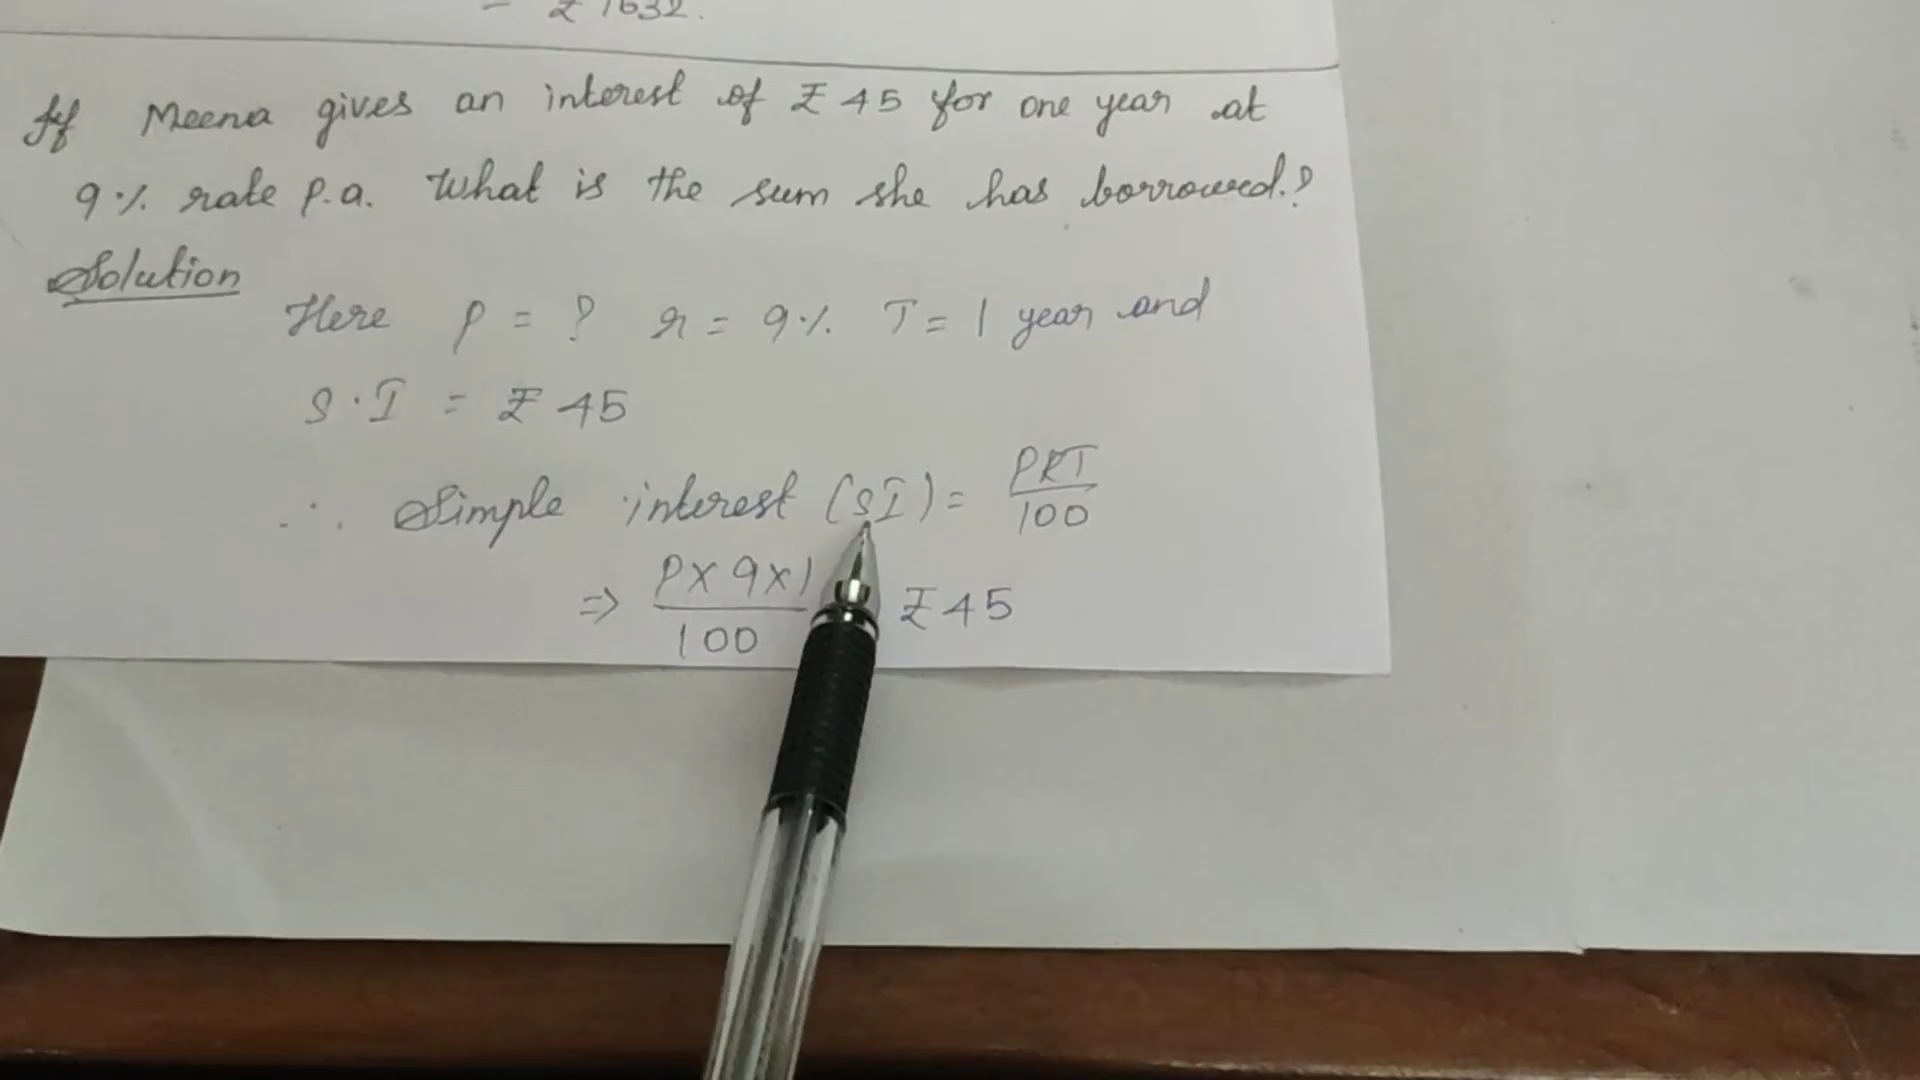 = ₹ 1632.
If Meena gives an interest of ₹ 45 for one year at
9% rate p.a. What is the sum she has borrowed.?
Solution
Here P = ? r = 9% T = 1 year and
S.I = ₹ 45
∴ Simple interest (SI) = PRT/100
⇒ P×9×1/100 ₹45